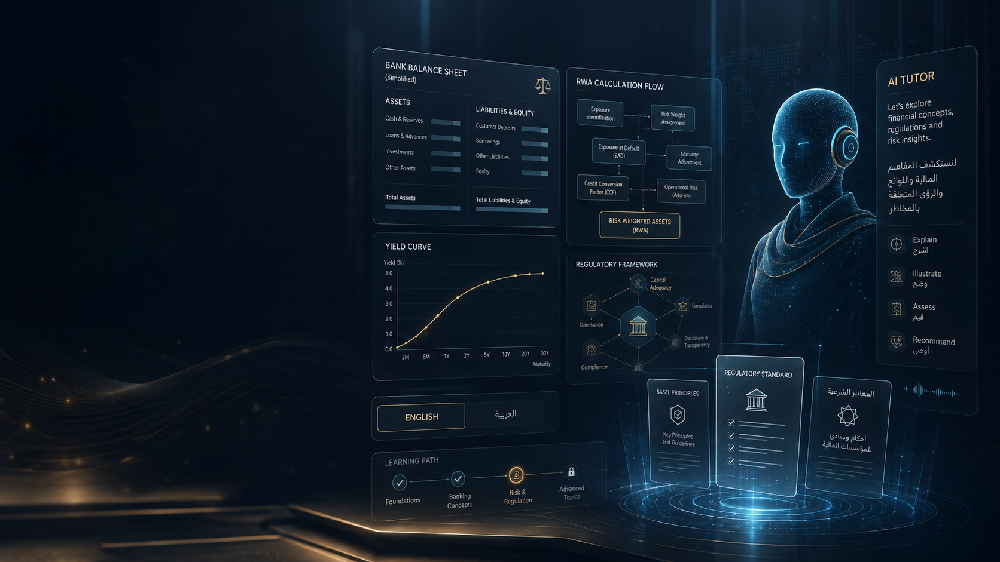 BANK BALANCE SHEET
(Simplified)
ASSETS
Cash & Reserves
Loans & Advances
Investments
Other Assets
Total Assets
LIABILITIES & EQUITY
Customer Deposits
Borrowings
Other Liabilities
Equity
Total Liabilities & Equity
RWA CALCULATION FLOW
Exposure
Identification
Risk Weight
Assignment
Exposure at Default
(EAD)
Maturity
Adjustment
Credit Conversion
Factor (CCF)
Operational Risk
(Add-on)
RISK WEIGHTED ASSETS
(RWA)
YIELD CURVE
Yield (%)
5.0
4.0
3.0
2.0
1.0
0.0
3M
6M
1Y
2Y
5Y
10Y
20Y
30Y
Maturity
REGULATORY FRAMEWORK
Capital
Adequacy
Compliance
Disclosure &
Transparency
Compliance
ENGLISH
العربية
LEARNING PATH
Foundations
Banking
Concepts
Risk &
Regulation
Advanced
Topics
BASEL PRINCIPLES
Key Principles
and Guidelines
REGULATORY STANDARD
المعايير الشرعية
أحكام ومبادئ
للمؤسسات المالية
AI TUTOR
Let's explore
financial concepts,
regulations and
risk insights.
لنستكشف المفاهيم
المالية واللوائح
والرؤى المتعلقة
بالمخاطر.
Explain
اشرح
Illustrate
وضح
Assess
قيّم
Recommend
أوصى